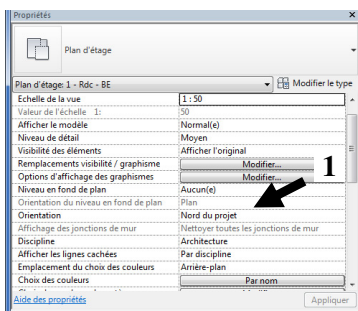 Propriétés
Plan d'étage
Plan d'étage: 1 - Rdc - BE
Modifier le type
Echelle de la vue 1 : 50
Valeur de l'échelle 1: 50
Afficher le modèle Normal(e)
Niveau de détail Moyen
Visibilité des éléments Afficher l'original
Remplacements visibilité / graphisme Modifier...
Options d'affichage des graphismes Modifier...
1
Niveau en fond de plan Aucun(e)
Orientation du niveau en fond de plan Plan
Orientation Nord du projet
Affichage des jonctions de mur Nettoyer toutes les jonctions de mur
Discipline Architecture
Afficher les lignes cachées Par discipline
Emplacement du choix des couleurs Arrière-plan
Choix des couleurs Par nom
Aide des propriétés
Appliquer